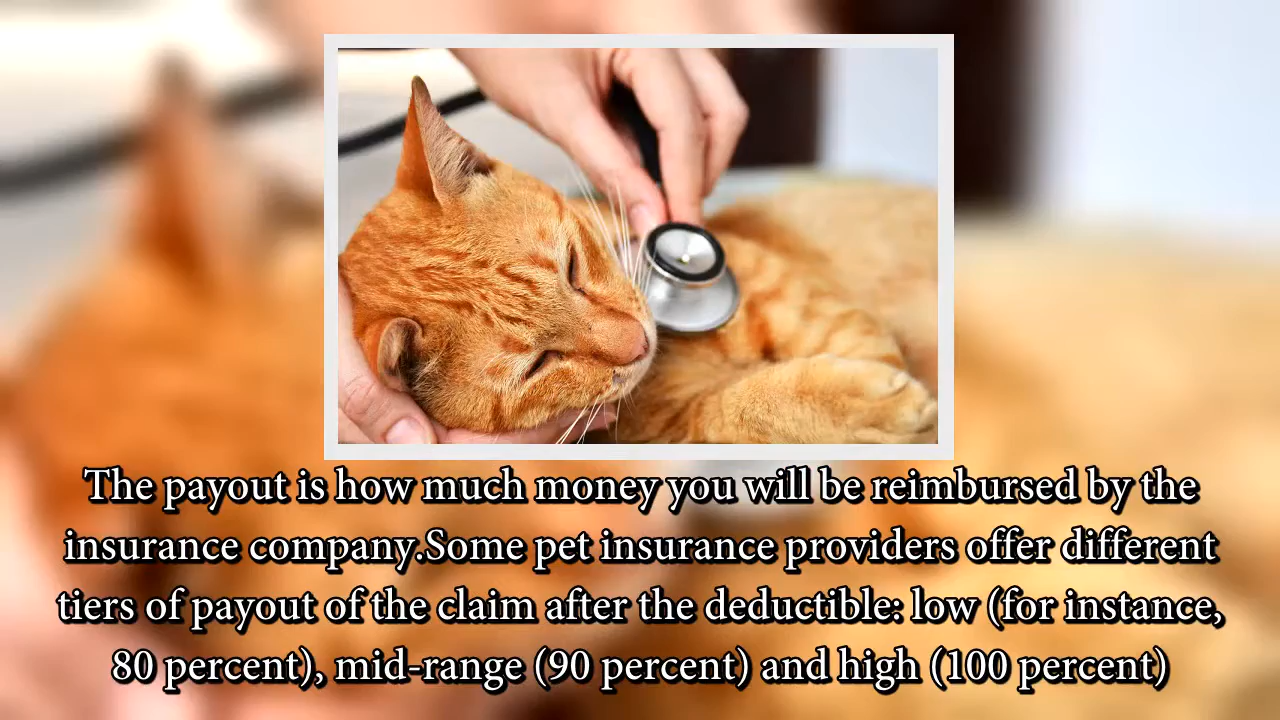 The payout is how much money you will be reimbursed by the
insurance company.Some pet insurance providers offer different
tiers of payout of the claim after the deductible: low (for instance,
80 percent), mid-range (90 percent) and high (100 percent)